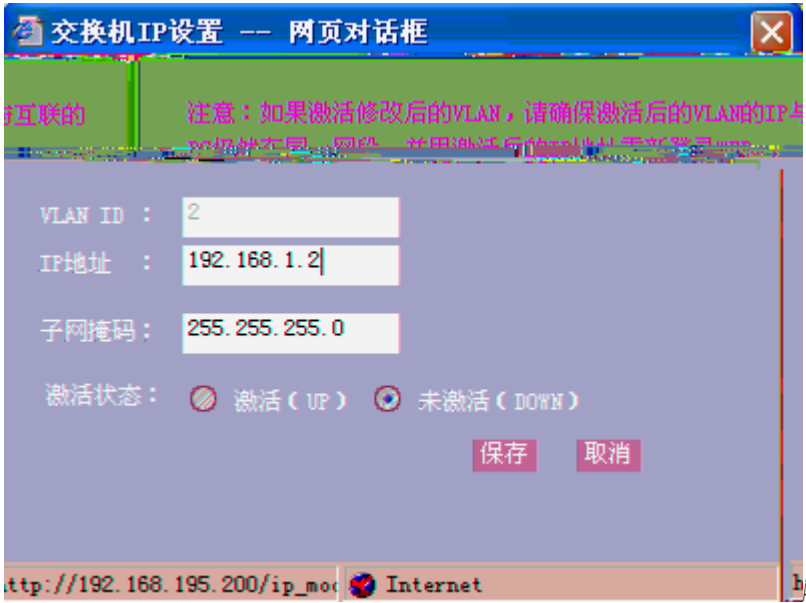 交换机IP设置 -- 网页对话框
互联的
注意：如果激活修改后的VLAN，请确保激活后的VLAN的IP与
VLAN ID :
2
IP地址 :
192.168.1.2
子网掩码:
255.255.255.0
激活状态:
激活(UP)
未激活(DOWN)
保存 取消
ttp://192.168.195.200/ip_mod
Internet
h